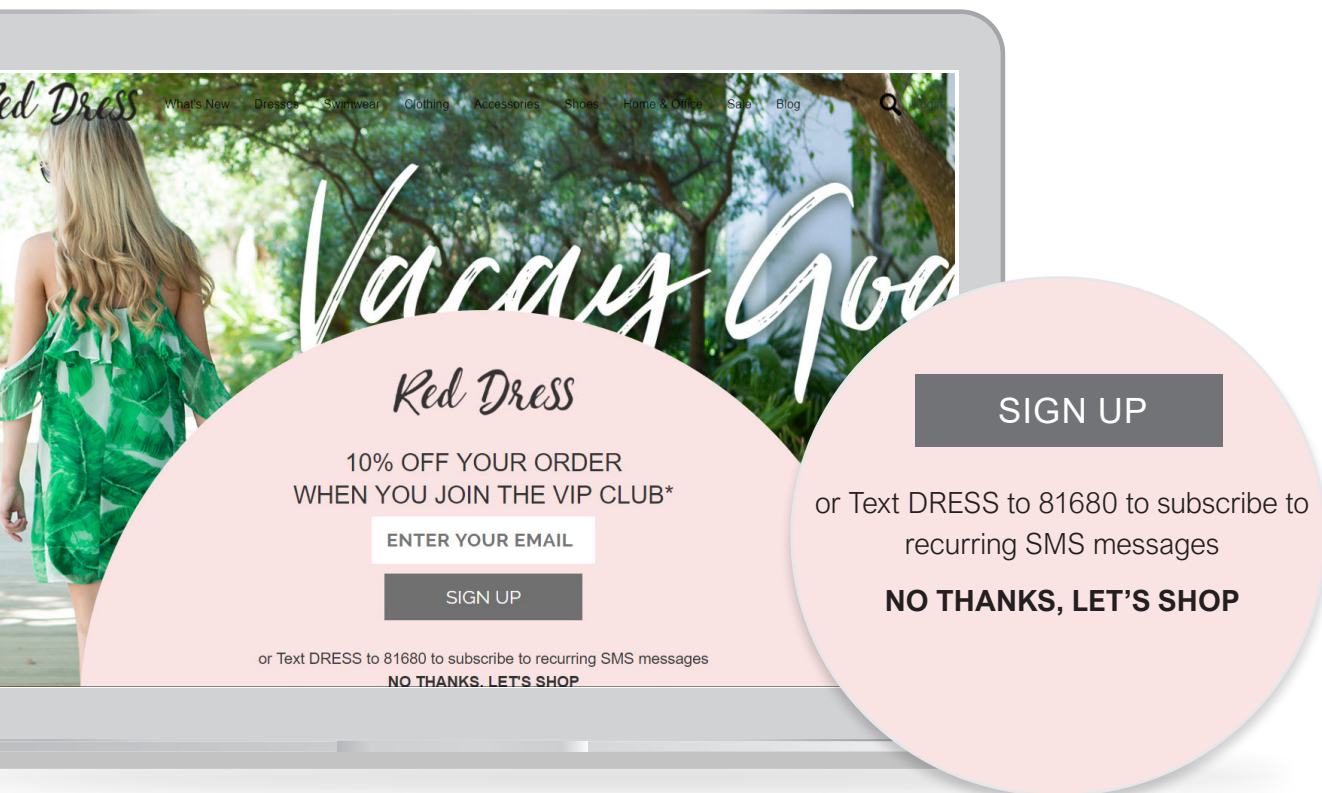 Red Dress
What's New Dresses Swimwear Clothing Accessories Shoes Home & Office Sale Blog
Vacay Goa
Red Dress
10% OFF YOUR ORDER
WHEN YOU JOIN THE VIP CLUB*
ENTER YOUR EMAIL
SIGN UP
or Text DRESS to 81680 to subscribe to recurring SMS messages
NO THANKS, LET'S SHOP
SIGN UP
or Text DRESS to 81680 to subscribe to
recurring SMS messages
NO THANKS, LET'S SHOP